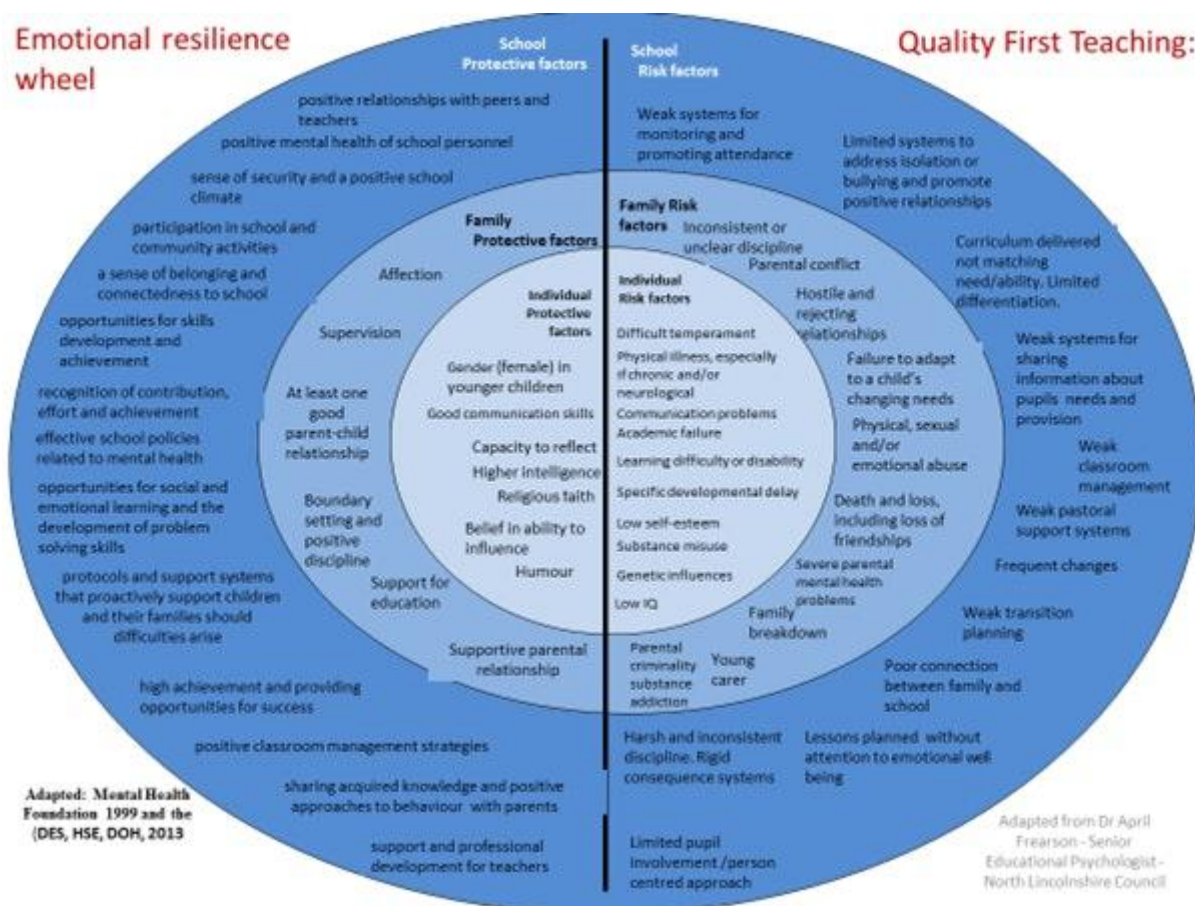 Emotional resilience
wheel
Quality First Teaching:
School
Protective factors
positive relationships with peers and
teachers
positive mental health of school personnel
sense of security and a positive school
climate
participation in school and
community activities
a sense of belonging and
connectedness to school
opportunities for skills
development and
achievement
recognition of contribution,
effort and achievement
effective school policies
related to mental health
opportunities for social and
emotional learning and the
development of problem
solving skills
protocols and support systems
that proactively support children
and their families should
difficulties arise
high achievement and providing
opportunities for success
positive classroom management strategies
sharing acquired knowledge and positive
approaches to behaviour with parents
support and professional
development for teachers
Family
Protective factors
Affection
Supervision
At least one
good
parent-child
relationship
Boundary
setting and
positive
discipline
Support for
education
Supportive parental
relationship
Individual
Protective
factors
Gender (female) in
younger children
Good communication skills
Capacity to reflect
Higher intelligence
Religious faith
Belief in ability to
influence
Humour
Individual
Risk factors
Difficult temperament
Physical illness, especially
if chronic and/or
neurological
Communication problems
Academic failure
Learning difficulty or disability
Specific developmental delay
Low self-esteem
Substance misuse
Genetic influences
Low IQ
Family Risk
factors
Inconsistent or
unclear discipline
Parental conflict
Hostile and
rejecting
relationships
Failure to adapt
to a child's
changing needs
Physical, sexual
and/or
emotional abuse
Death and loss,
including loss of
friendships
Severe parental
mental health
problems
Family
breakdown
Parental
criminality
substance
addiction
Young
carer
School
Risk factors
Weak systems for
monitoring and
promoting attendance
Limited systems to
address isolation or
bullying and promote
positive relationships
Curriculum delivered
not matching
need/ability. Limited
differentiation.
Weak systems for
sharing
information about
pupils needs and
provision
Weak
classroom
management
Weak pastoral
support systems
Frequent changes
Weak transition
planning
Poor connection
between family and
school
Harsh and inconsistent
discipline. Rigid
consequence systems
Lessons planned without
attention to emotional well
being
Limited pupil
Involvement /person
centred approach
Adapted: Mental Health
Foundation 1999 and the
(DES, HSE, DOH, 2013
Adapted from Dr April
Frearson - Senior
Educational Psychologist-
North Lincolnshire Council